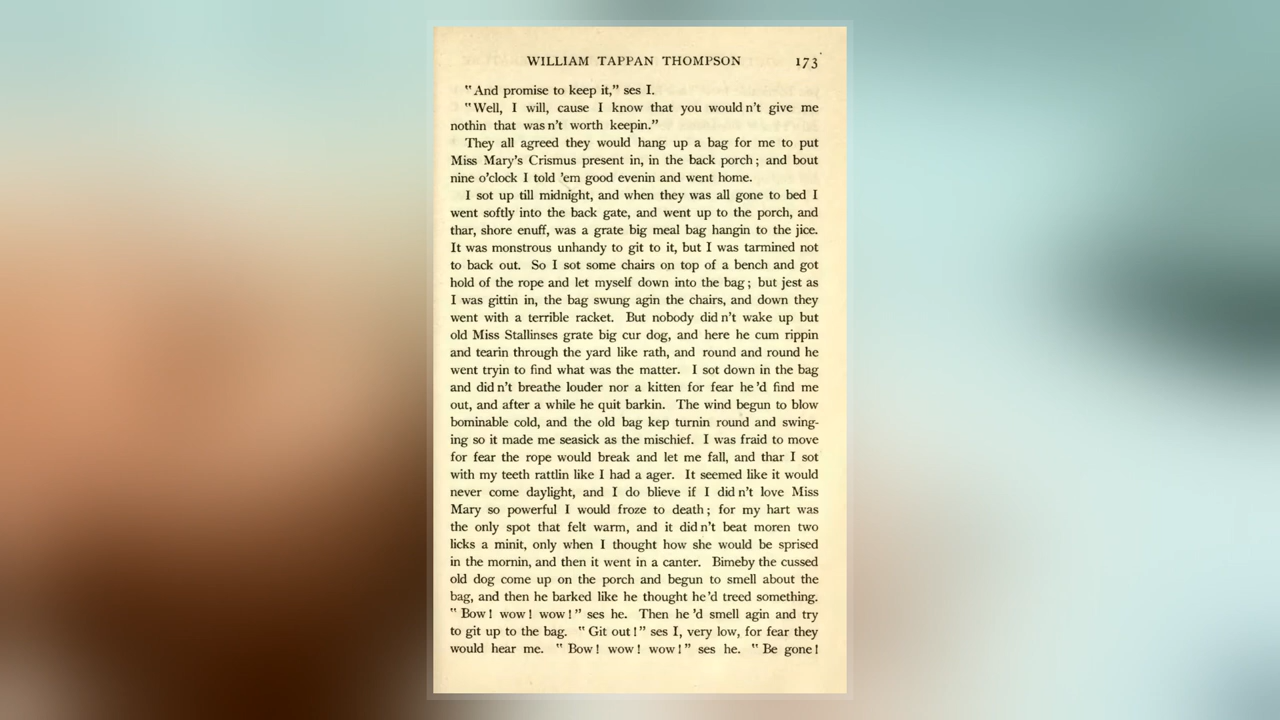 WILLIAM TAPPAN THOMPSON 173
"And promise to keep it," ses I.
"Well, I will, cause I know that you wouldn't give me
nothin that wasn't worth keepin."
They all agreed they would hang up a bag for me to put
Miss Mary's Crismus present in, in the back porch; and bout
nine o'clock I told 'em good evenin and went home.
I sot up till midnight, and when they was all gone to bed I
went softly into the back gate, and went up to the porch, and
thar, shore enuff, was a grate big meal bag hangin to the jice.
It was monstrous unhandy to git to it, but I was tarmined not
to back out. So I sot some chairs on top of a bench and got
hold of the rope and let myself down into the bag; but jest as
I was gittin in, the bag swung agin the chairs, and down they
went with a terrible racket. But nobody didn't wake up but
old Miss Stallinses grate big cur dog, and here he cum rippin
and tearin through the yard like rath, and round and round he
went tryin to find what was the matter. I sot down in the bag
and didn't breathe louder nor a kitten for fear he'd find me
out, and after a while he quit barkin. The wind begun to blow
bominable cold, and the old bag kep turnin round and swing-
ing so it made me seasick as the mischief. I was fraid to move
for fear the rope would break and let me fall, and thar I sot
with my teeth rattlin like I had a ager. It seemed like it would
never come daylight, and I do blieve if I didn't love Miss
Mary so powerful I would froze to death; for my hart was
the only spot that felt warm, and it didn't beat moren two
licks a minit, only when I thought how she would be sprised
in the mornin, and then it went in a canter. Bimeby the cussed
old dog come up on the porch and begun to smell about the
bag, and then he barked like he thought he'd treed something.
"Bow! wow! wow!" ses he. Then he'd smell agin and try
to git up to the bag. "Git out!" ses I, very low, for fear they
would hear me. "Bow! wow! wow!" ses he. "Be gone!